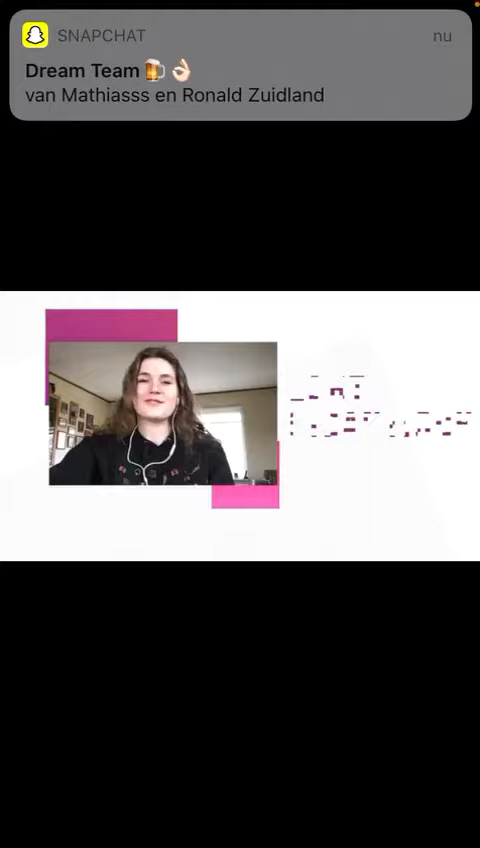 SNAPCHAT
nu
Dream Team🍺👌🏻
van Mathiasss en Ronald Zuidland